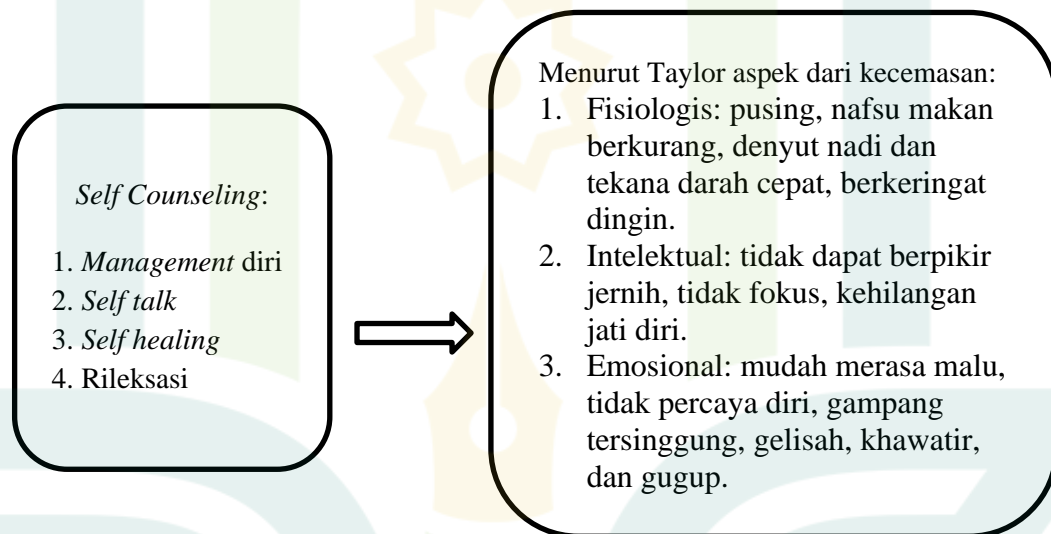 Self Counseling:
1. Management diri
2. Self talk
3. Self healing
4. Rileksasi
Menurut Taylor aspek dari kecemasan:
1. Fisiologis: pusing, nafsu makan
berkurang, denyut nadi dan
tekana darah cepat, berkeringat
dingin.
2. Intelektual: tidak dapat berpikir
jernih, tidak fokus, kehilangan
jati diri.
3. Emosional: mudah merasa malu,
tidak percaya diri, gampang
tersinggung, gelisah, khawatir,
dan gugup.